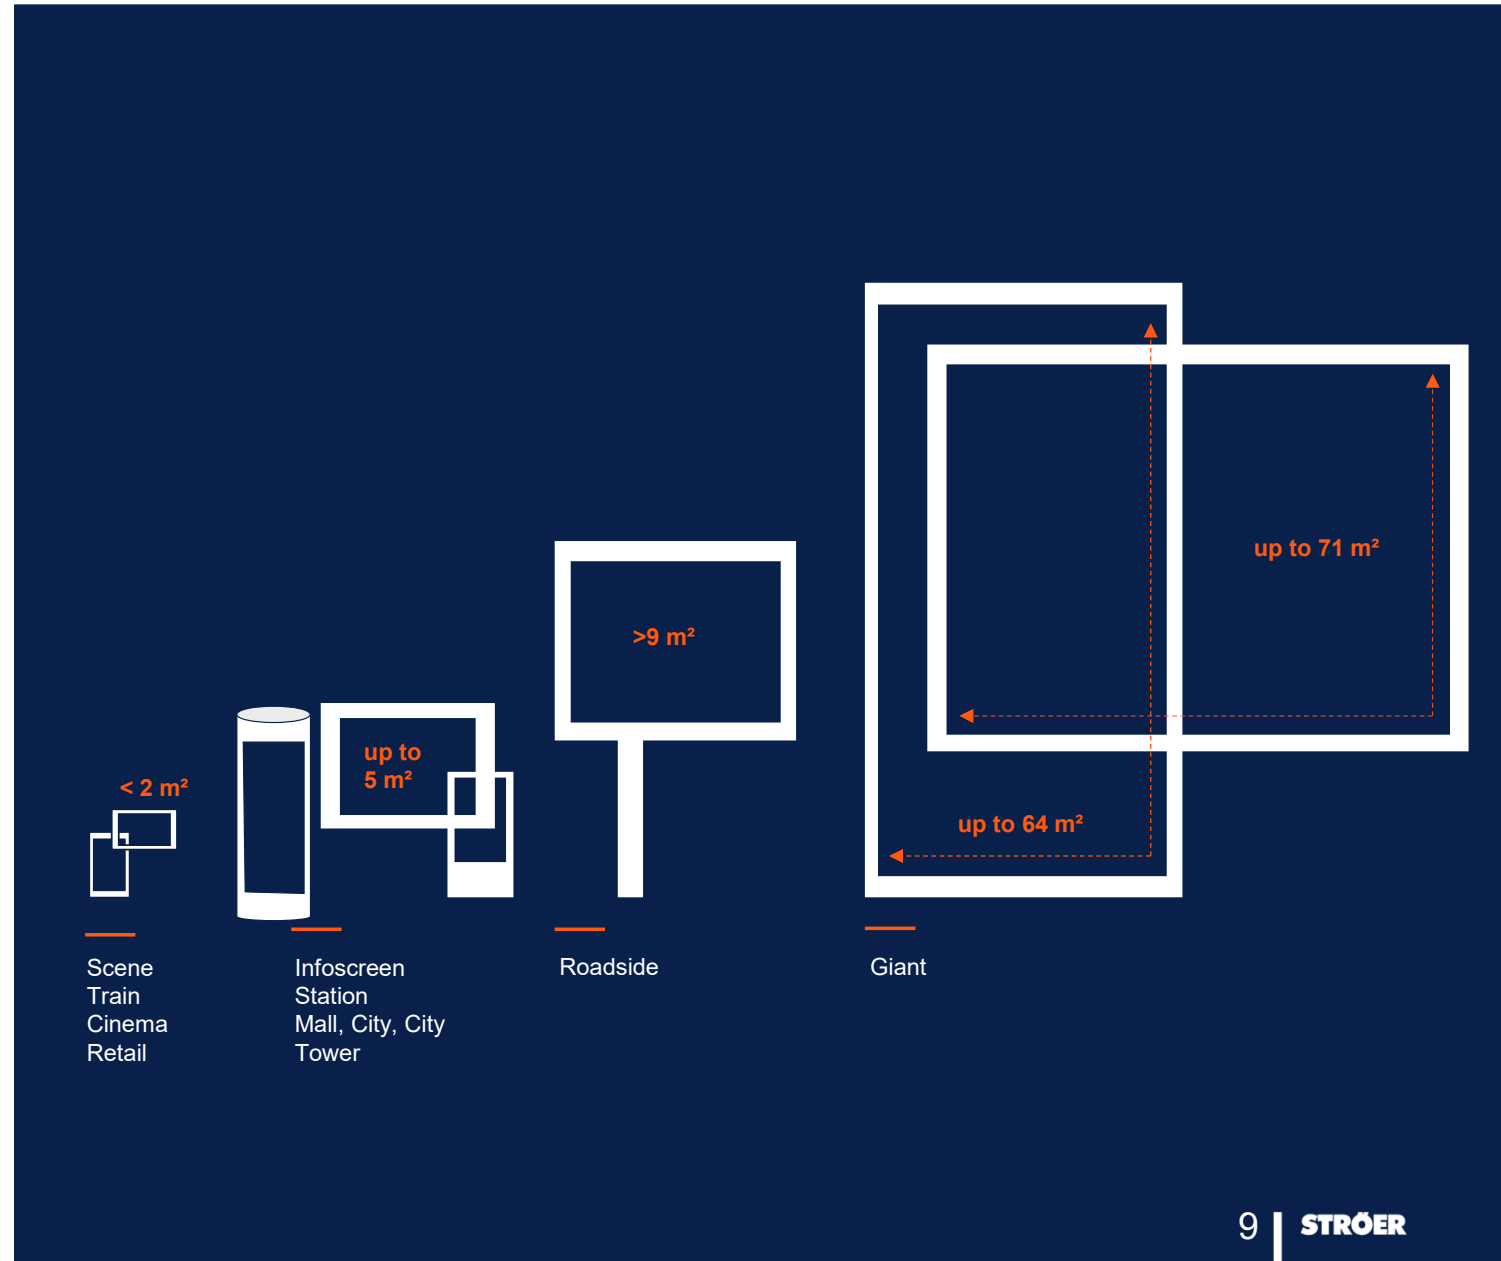 up to 71 m²
>9 m²
up to
5 m²
< 2 m²
up to 64 m²
Scene
Train
Cinema
Retail
Infoscreen
Station
Mall, City, City
Tower
Roadside
Giant
9
STRÖER